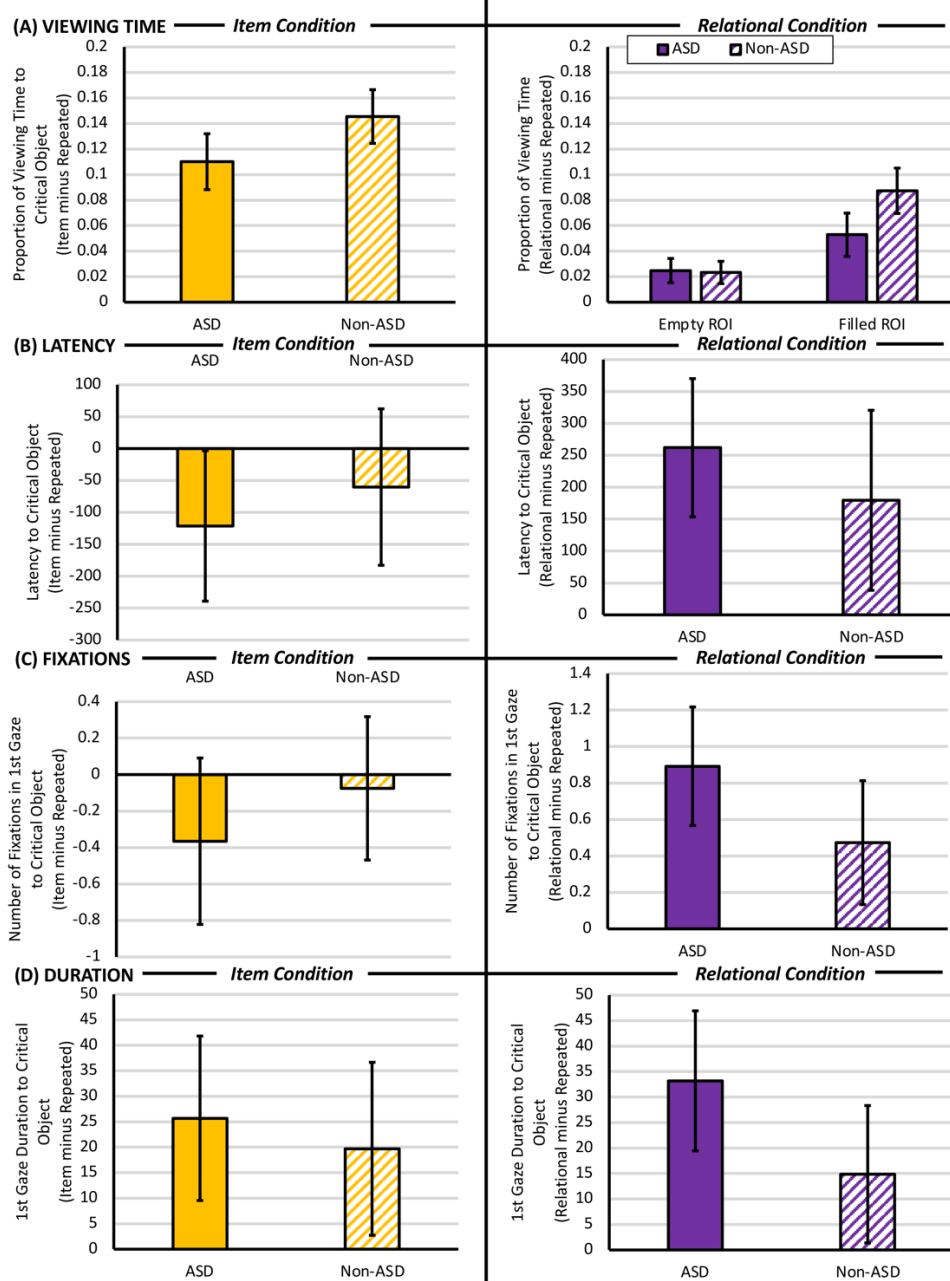 (A) VIEWING TIME
Item Condition
Proportion of Viewing Time to
Critical Object
(Item minus Repeated)
0.2
0.18
0.16
0.14
0.12
0.1
0.08
0.06
0.04
0.02
0
ASD
Non-ASD
Relational Condition
ASD
Non-ASD
Proportion of Viewing Time
(Relational minus Repeated)
0.2
0.18
0.16
0.14
0.12
0.1
0.08
0.06
0.04
0.02
0
Empty ROI
Filled ROI
(B) LATENCY
Item Condition
ASD
Non-ASD
Latency to Critical Object
(Item minus Repeated)
100
50
0
-50
-100
-150
-200
-250
-300
Relational Condition
Latency to Critical Object
(Relational minus Repeated)
400
350
300
250
200
150
100
50
0
ASD
Non-ASD
(C) FIXATIONS
Item Condition
ASD
Non-ASD
Number of Fixations in 1st Gaze
to Critical Object
(Item minus Repeated)
0.4
0.2
0
-0.2
-0.4
-0.6
-0.8
-1
Relational Condition
Number of Fixations in 1st Gaze
to Critical Object
(Relational minus Repeated)
1.4
1.2
1
0.8
0.6
0.4
0.2
0
ASD
Non-ASD
(D) DURATION
Item Condition
1st Gaze Duration to Critical
Object
(Item minus Repeated)
50
45
40
35
30
25
20
15
10
5
0
ASD
Non-ASD
Relational Condition
1st Gaze Duration to Critical
Object
(Relational minus Repeated)
50
45
40
35
30
25
20
15
10
5
0
ASD
Non-ASD